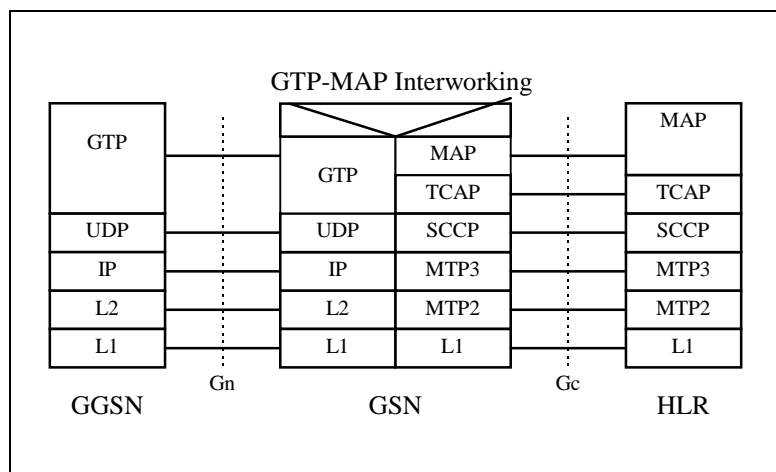 GTP-MAP Interworking
GTP
GTP
MAP
MAP
TCAP
TCAP
UDP
UDP
SCCP
SCCP
IP
IP
MTP3
MTP3
L2
L2
MTP2
MTP2
L1
L1
L1
L1
Gn
Gc
GGSN
GSN
HLR